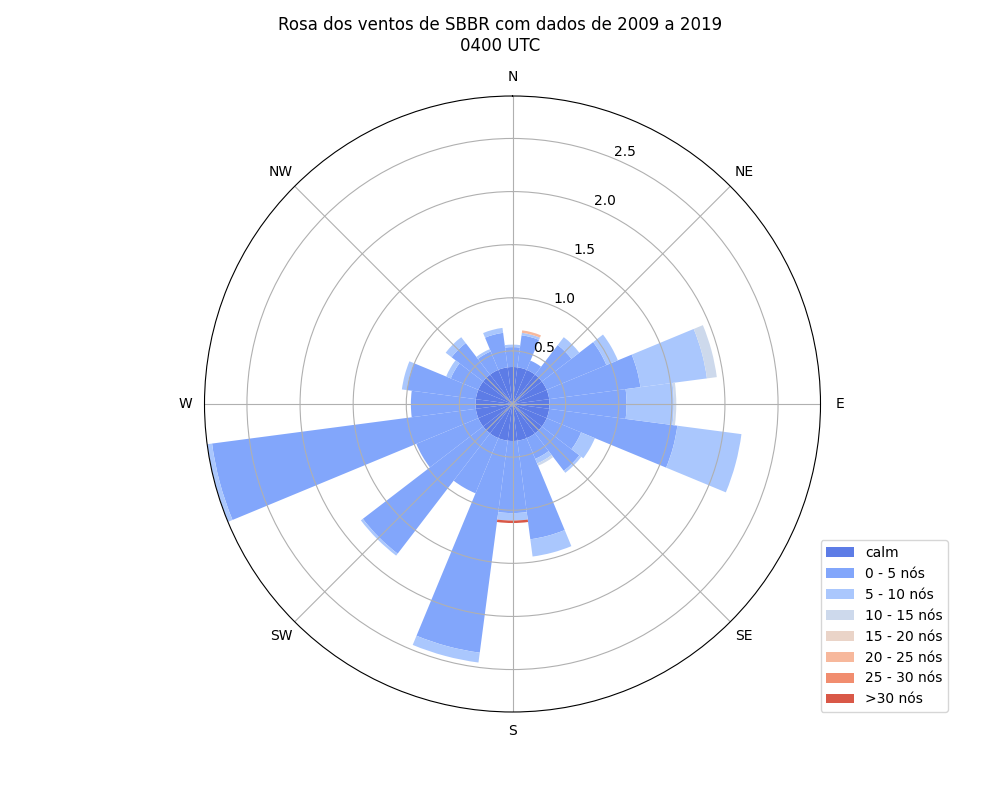 Rosa dos ventos de SBBR com dados de 2009 a 2019
0400 UTC
N
NW
NE
2.5
2.0
1.5
1.0
0.5
W
E
SW
SE
S
calm
0 - 5 nós
5 - 10 nós
10 - 15 nós
15 - 20 nós
20 - 25 nós
25 - 30 nós
>30 nós